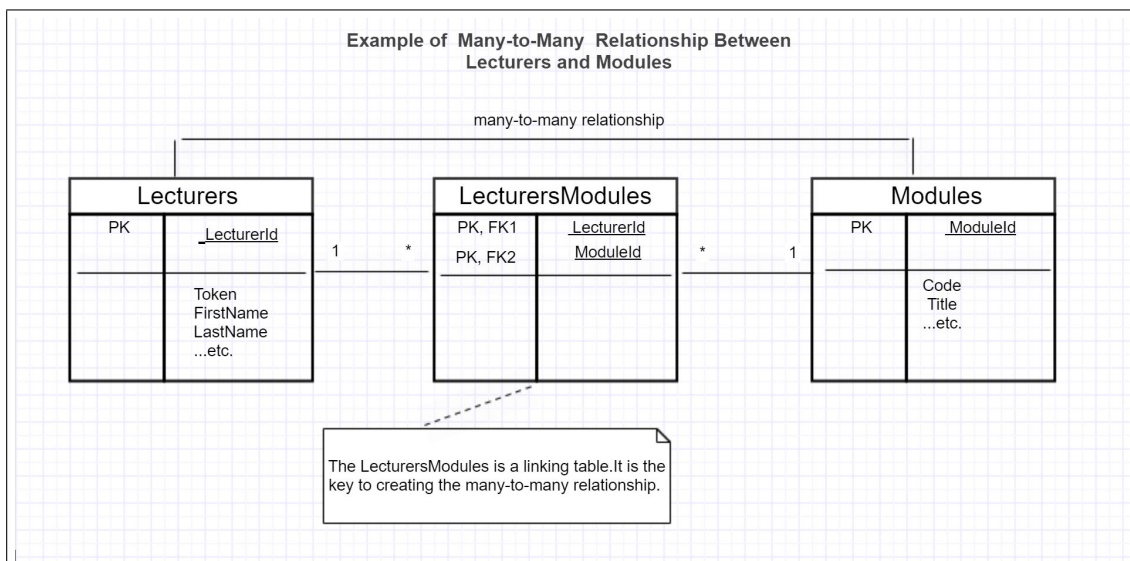 Example of Many-to-Many Relationship Between
Lecturers and Modules
many-to-many relationship
Lecturers
PK
_LecturerId
Token
FirstName
LastName
...etc.
1
*
LecturersModules
PK, FK1
_LecturerId
PK, FK2
ModuleId
*
1
Modules
PK
_ModuleId
Code
Title
...etc.
The LecturersModules is a linking table.It is the
key to creating the many-to-many relationship.